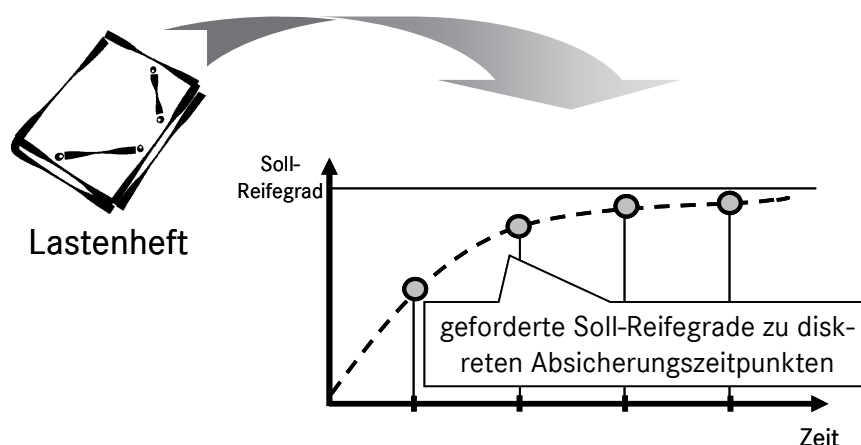 Lastenheft
Soll-
Reifegrad
geforderte Soll-Reifegrade zu disk-
reten Absicherungszeitpunkten
Zeit